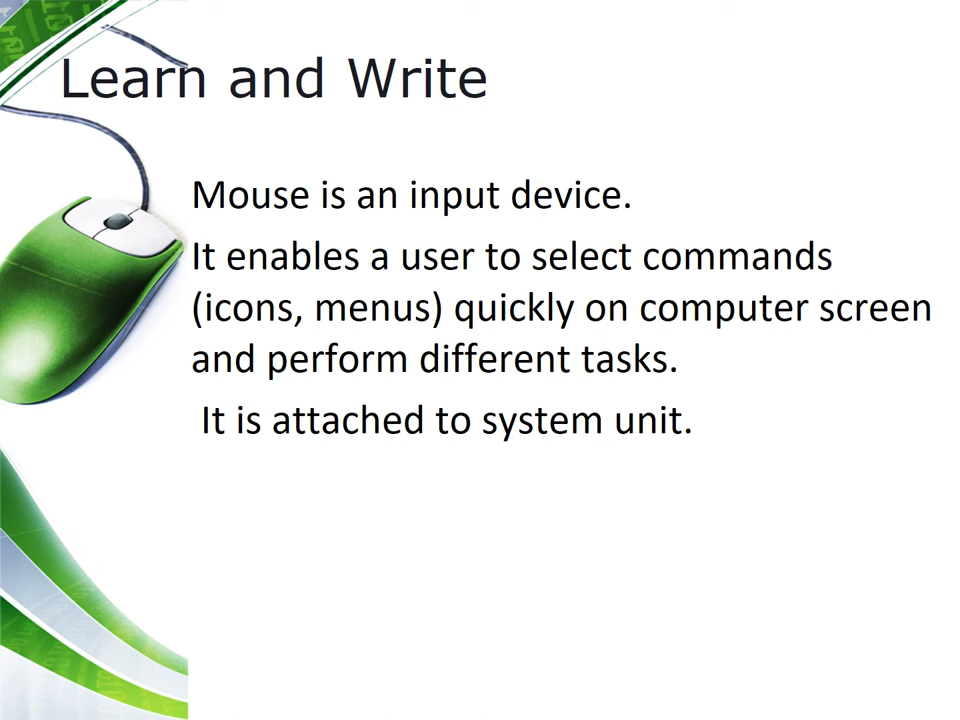 Learn and Write
Mouse is an input device.
It enables a user to select commands
(icons, menus) quickly on computer screen
and perform different tasks.
It is attached to system unit.